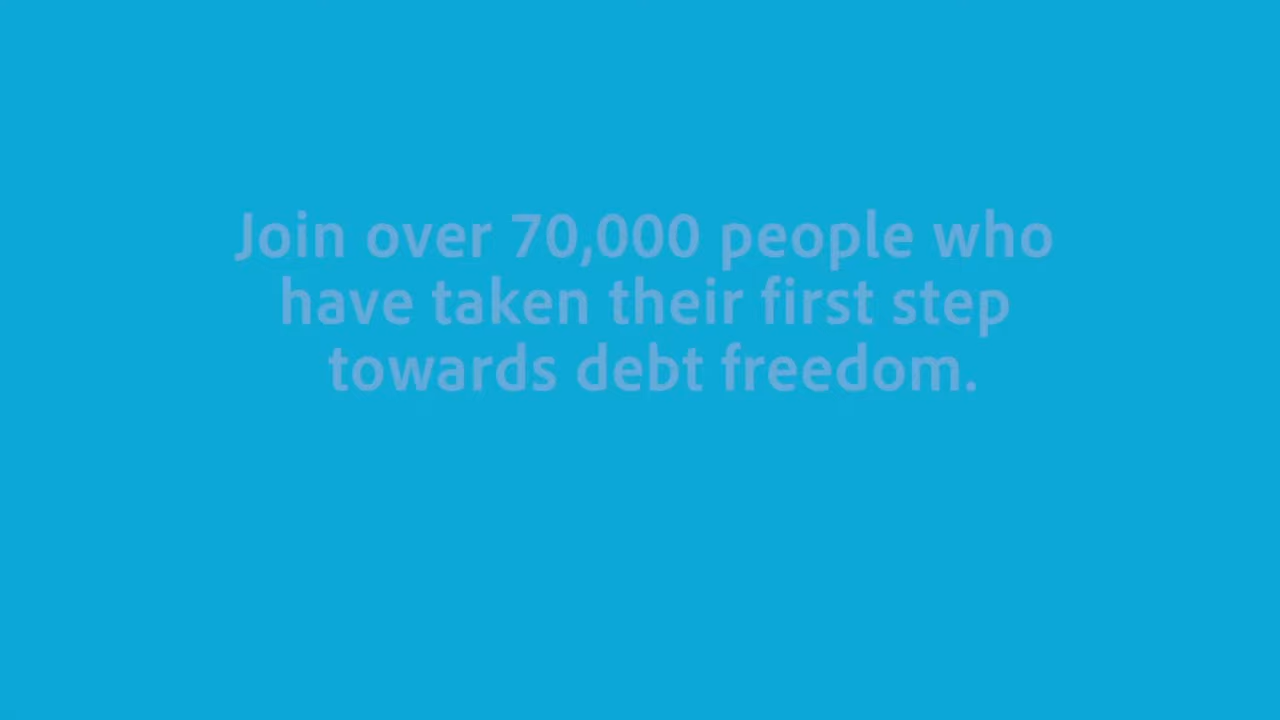 Join over 70,000 people who
have taken their first step
towards debt freedom.